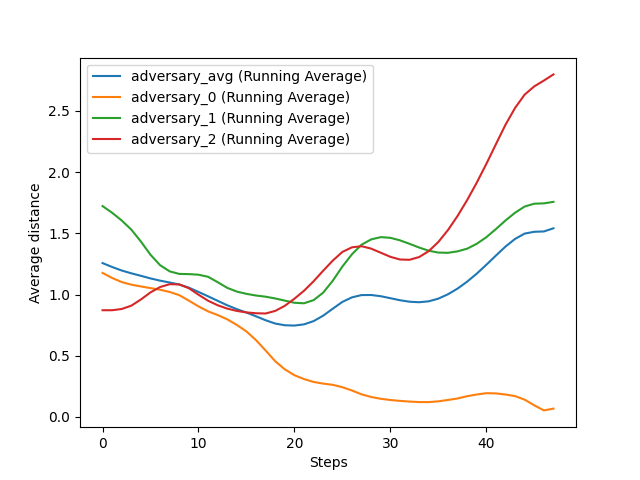 adversary_avg (Running Average)
adversary_0 (Running Average)
adversary_1 (Running Average)
adversary_2 (Running Average)
2.5
2.0
1.5
1.0
0.5
0.0
Average distance
0 10 20 30 40
Steps